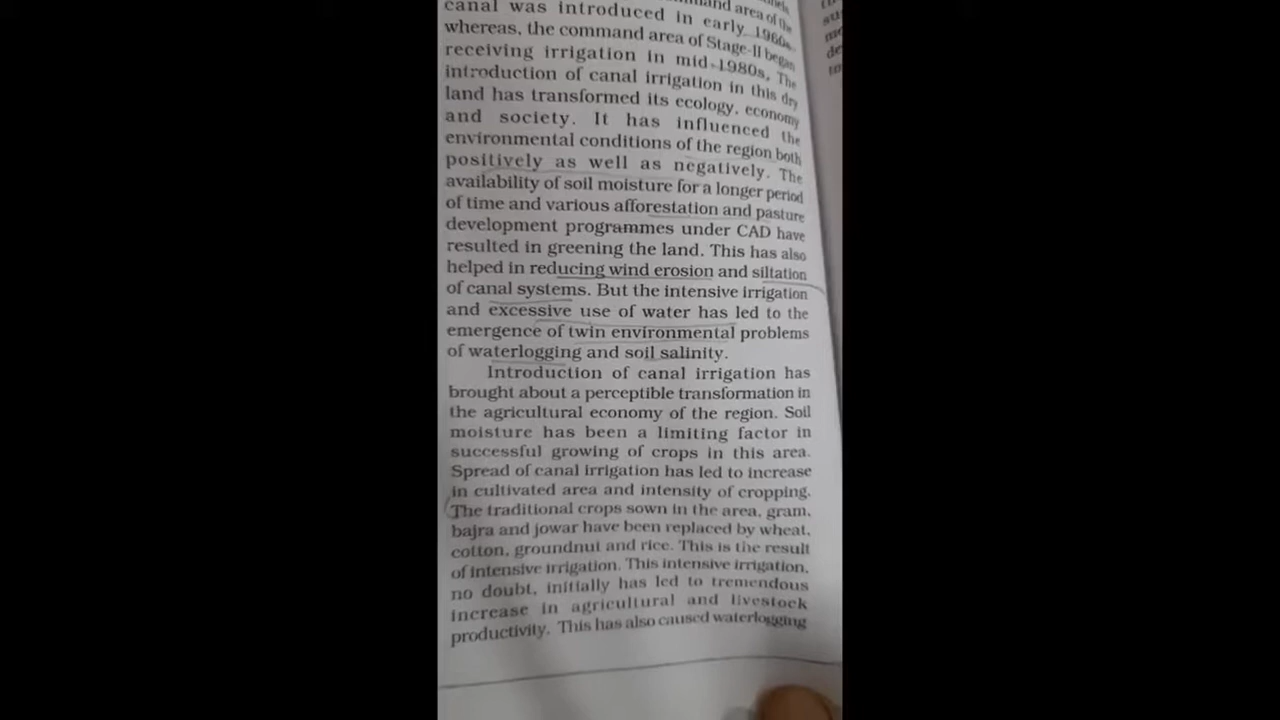 mmand area of the
canal was introduced in early 1960s
whereas, the command area of Stage-II began
receiving irrigation in mid-1980s. The
introduction of canal irrigation in this dry
land has transformed its ecology, economy
and society. It has influenced the
environmental conditions of the region both
positively as well as negatively. The
availability of soil moisture for a longer period
of time and various afforestation and pasture
development programmes under CAD have
resulted in greening the land. This has also
helped in reducing wind erosion and siltation
of canal systems. But the intensive irrigation
and excessive use of water has led to the
emergence of twin environmental problems
of waterlogging and soil salinity.
Introduction of canal irrigation has
brought about a perceptible transformation in
the agricultural economy of the region. Soil
moisture has been a limiting factor in
successful growing of crops in this area.
Spread of canal irrigation has led to increase
in cultivated area and intensity of cropping.
The traditional crops sown in the area, gram,
bajra and jowar have been replaced by wheat,
cotton, groundnut and rice. This is the result
of intensive irrigation. This intensive irrigation,
no doubt, initially has led to tremendous
increase in agricultural and livestock
productivity. This has also caused waterlogging